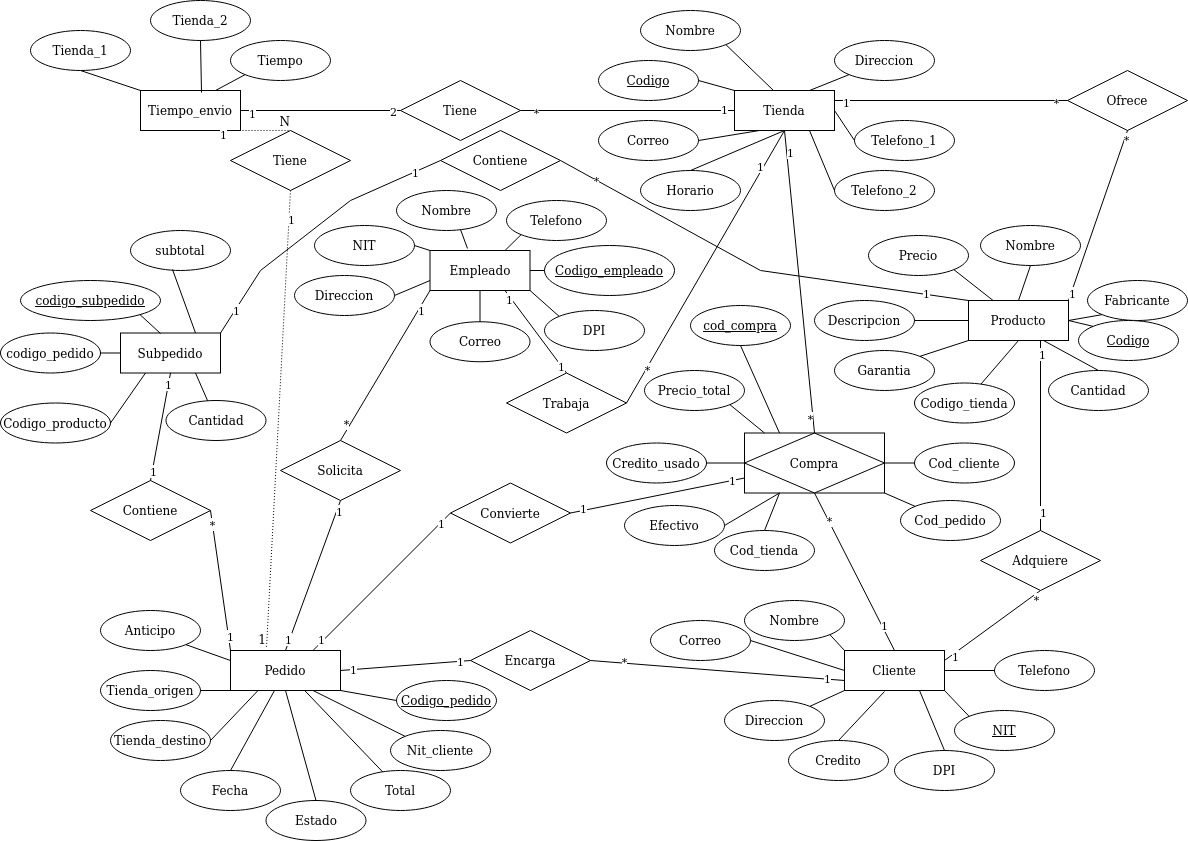 Tienda_2
Tienda_1
Tiempo
Tiempo_envio
1
2
Tiene
*
1
Tienda
Nombre
Codigo
Direccion
Correo
Telefono_1
Horario
Telefono_2
1
*
Ofrece
*
1
1
N
Tiene
1
1
1
Contiene
*
1
1
1
subtotal
codigo_subpedido
codigo_pedido
Subpedido
Codigo_producto
Cantidad
1
1
Contiene
*
1
Nombre
Telefono
NIT
Empleado
Codigo_empleado
Direccion
Correo
DPI
1
1
1
Trabaja
*
1
1
*
Solicita
1
1
Precio
Nombre
Fabricante
Descripcion
Producto
Codigo
Garantia
Codigo_tienda
Cantidad
1
1
Adquiere
*
1
cod_compra
Precio_total
*
Credito_usado
Compra
Cod_cliente
Efectivo
Cod_tienda
Cod_pedido
1
1
Convierte
1
1
*
1
Anticipo
Tienda_origen
Pedido
Tienda_destino
Codigo_pedido
Nit_cliente
Fecha
Total
Estado
1
1
Encarga
*
1
Nombre
Correo
Cliente
Telefono
Direccion
NIT
Credito
DPI